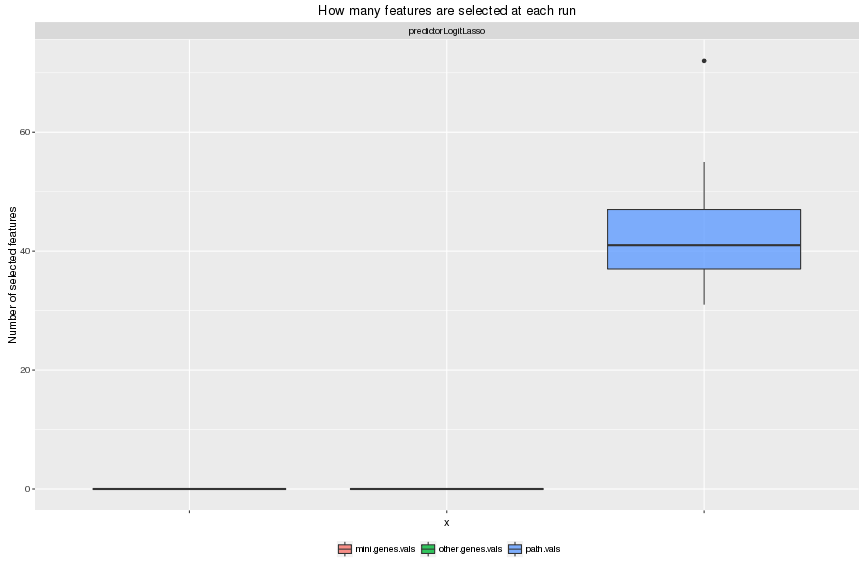 How many features are selected at each run
predictorLogitLasso
60
40
20
0
Number of selected features
x
mini.genes.vals other.genes.vals path.vals